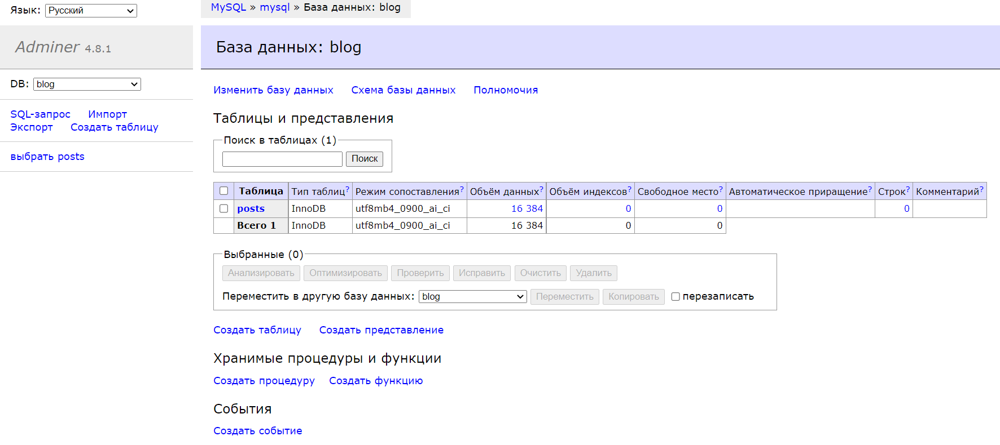 Язык: Русский
MySQL » mysql » База данных: blog
Adminer 4.8.1
База данных: blog
DB: blog
SQL-запрос Импорт
Экспорт Создать таблицу
выбрать posts
Изменить базу данных Схема базы данных Полномочия
Таблицы и представления
Поиск в таблицах (1)
Поиск
Таблица Тип таблиц? Режим сопоставления? Объём данных? Объём индексов? Свободное место? Автоматическое приращение? Строк? Комментарий?
posts InnoDB utf8mb4_0900_ai_ci 16 384 0 0 0
Всего 1 InnoDB utf8mb4_0900_ai_ci 16 384 0 0
Выбранные (0)
Анализировать Оптимизировать Проверить Исправить Очистить Удалить
Переместить в другую базу данных: blog Переместить Копировать перезаписать
Создать таблицу Создать представление
Хранимые процедуры и функции
Создать процедуру Создать функцию
События
Создать событие